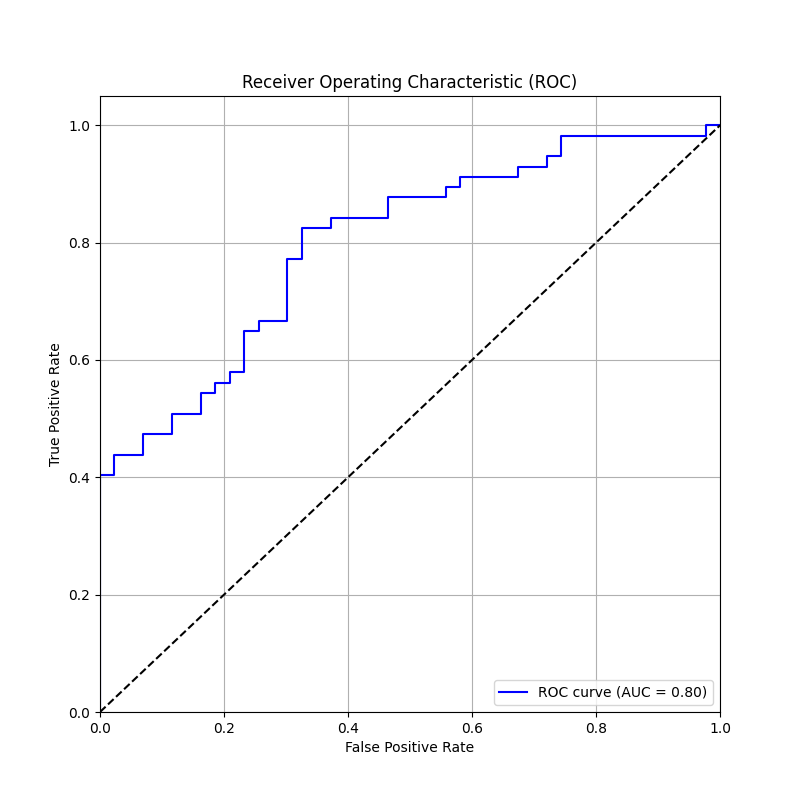 Receiver Operating Characteristic (ROC)
True Positive Rate
1.0
0.8
0.6
0.4
0.2
0.0
ROC curve (AUC = 0.80)
0.0 0.2 0.4 0.6 0.8 1.0
False Positive Rate